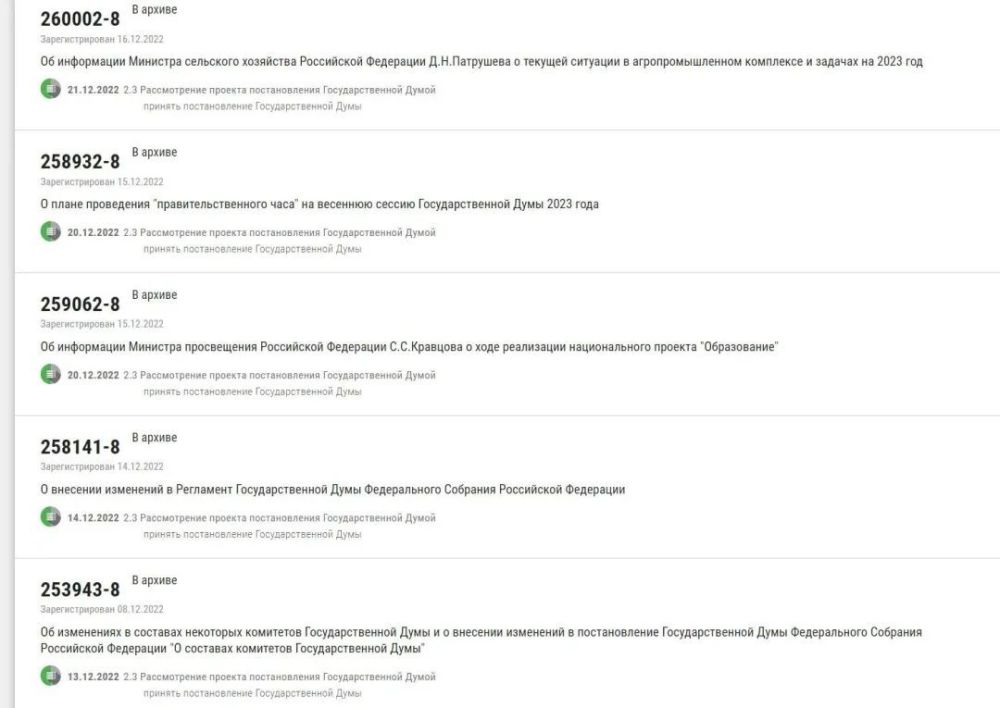 260002-8 В архиве
Зарегистрирован 16.12.2022
Об информации Министра сельского хозяйства Российской Федерации Д.Н.Патрушева о текущей ситуации в агропромышленном комплексе и задачах на 2023 год
21.12.2022 2.3 Рассмотрение проекта постановления Государственной Думой
принять постановление Государственной Думы
258932-8 В архиве
Зарегистрирован 15.12.2022
О плане проведения "правительственного часа" на весеннюю сессию Государственной Думы 2023 года
20.12.2022 2.3 Рассмотрение проекта постановления Государственной Думой
принять постановление Государственной Думы
259062-8 В архиве
Зарегистрирован 15.12.2022
Об информации Министра просвещения Российской Федерации С.С.Кравцова о ходе реализации национального проекта "Образование"
20.12.2022 2.3 Рассмотрение проекта постановления Государственной Думой
принять постановление Государственной Думы
258141-8 В архиве
Зарегистрирован 14.12.2022
О внесении изменений в Регламент Государственной Думы Федерального Собрания Российской Федерации
14.12.2022 2.3 Рассмотрение проекта постановления Государственной Думой
принять постановление Государственной Думы
253943-8 В архиве
Зарегистрирован 08.12.2022
Об изменениях в составах некоторых комитетов Государственной Думы и о внесении изменений в постановление Государственной Думы Федерального Собрания
Российской Федерации "О составах комитетов Государственной Думы"
13.12.2022 2.3 Рассмотрение проекта постановления Государственной Думой
принять постановление Государственной Думы